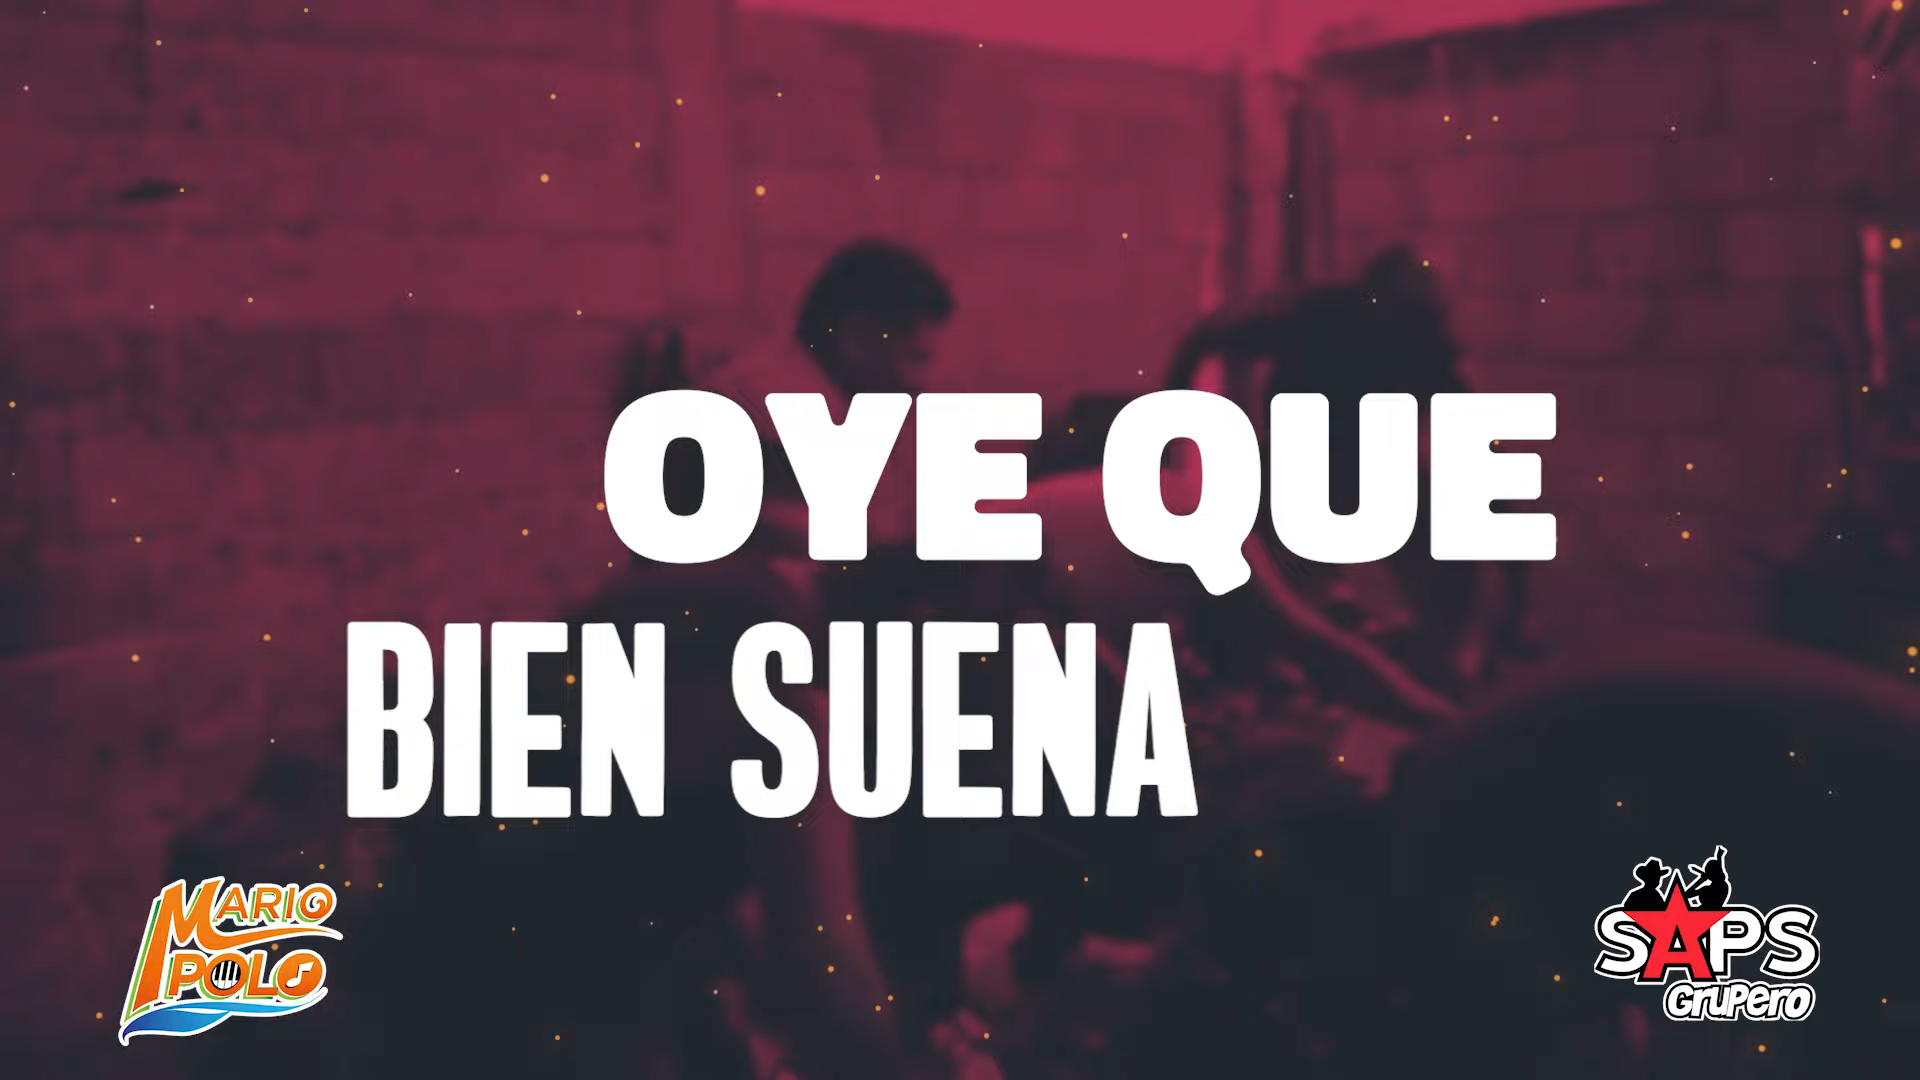 OYE QUE
BIEN SUENA
MARIO
POLO
SAPS
GRUPERO